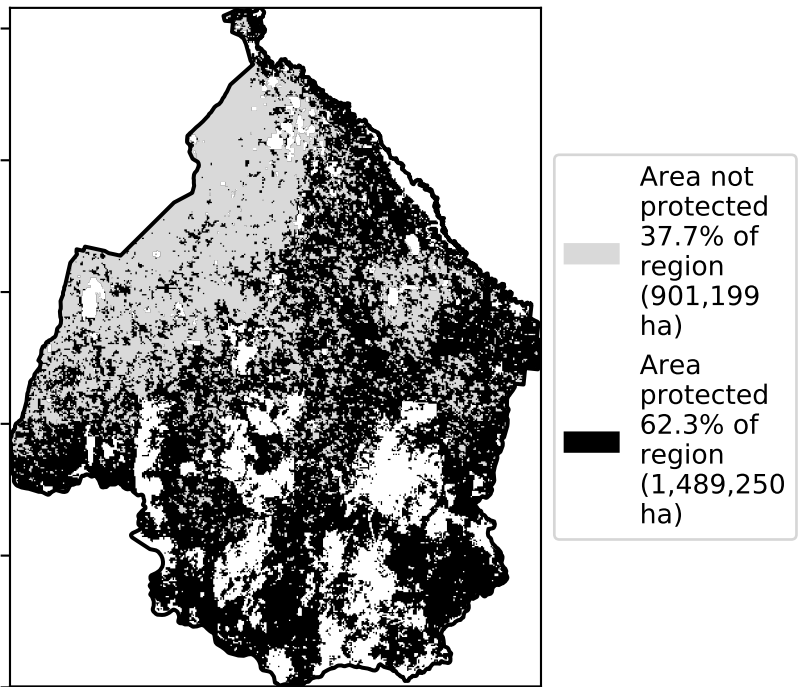 Area not
protected
37.7% of
region
(901,199
ha)
Area
protected
62.3% of
region
(1,489,250
ha)